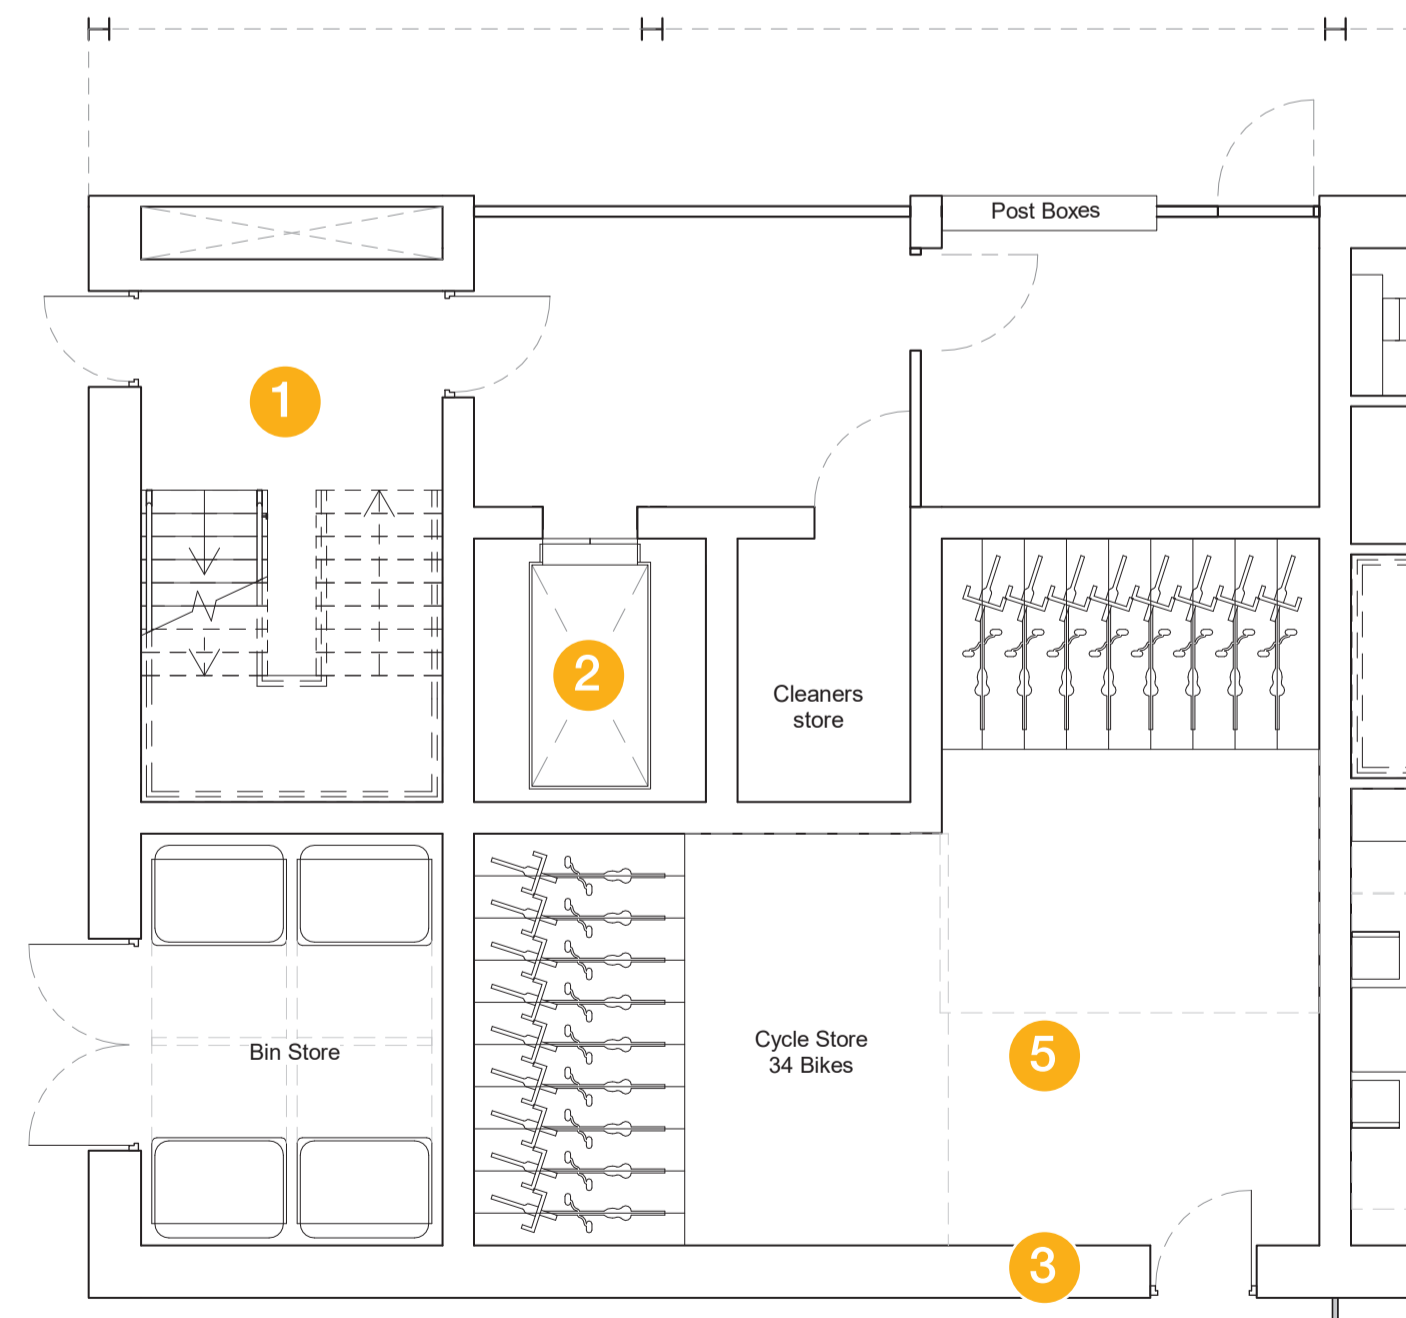 Post Boxes
1
2
Cleaners
store
Cycle Store
34 Bikes
5
Bin Store
3